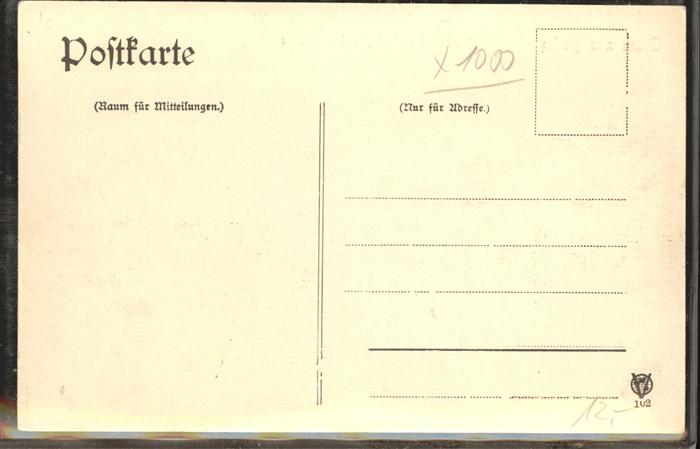 Poſtkarte
x 1000
(Raum für Mitteilungen.)
(Nur für Adreſſe.)
102
12,-